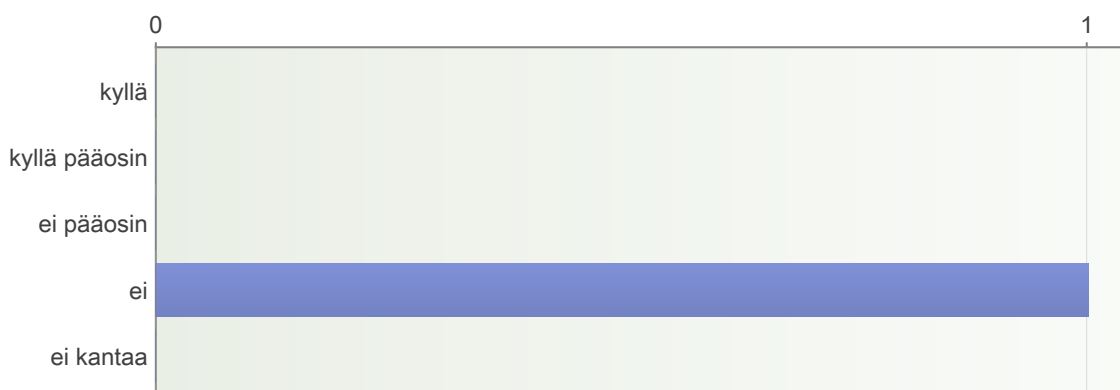 0 1
kyllä
kyllä pääosin
ei pääosin
ei
ei kantaa